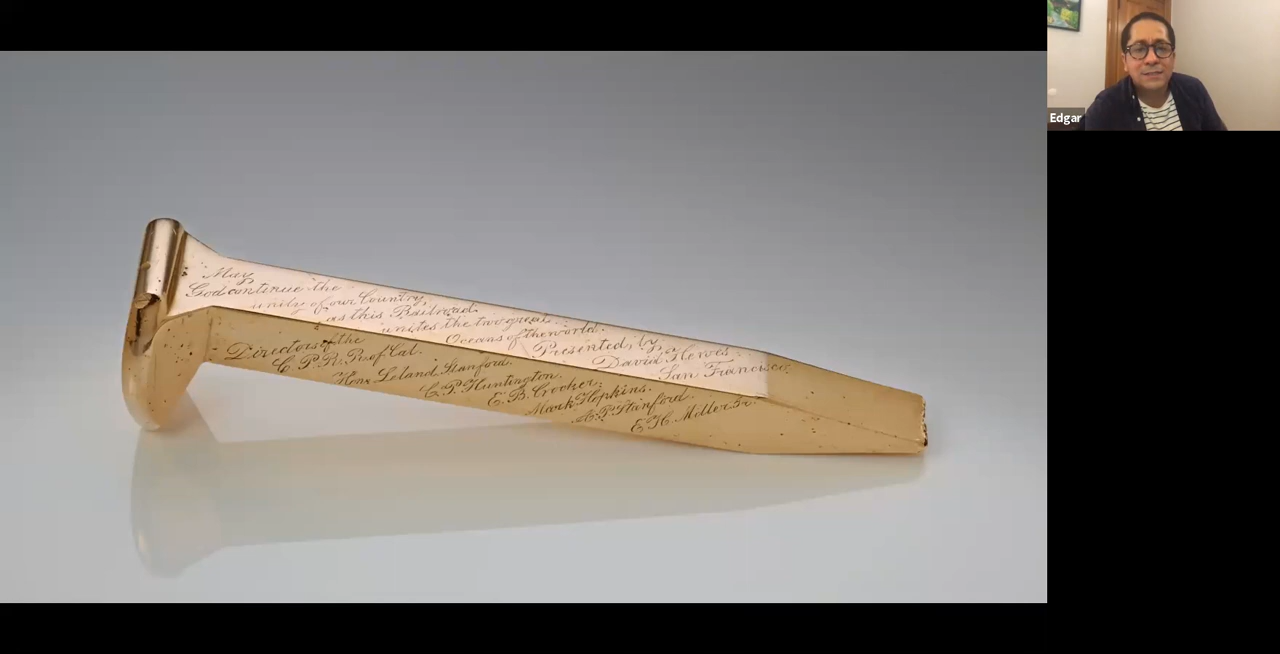 May
God continue the
unity of our Country,
as this Railroad
unites the two great
Oceans of the world.
Presented by
David Hewes
San Francisco.
Directors of the
C. P. R. R. of Cal.
Hon. Leland Stanford.
C. P. Huntington.
E. B. Crocker.
Mark Hopkins.
A. P. Stanford.
E. H. Miller Jr.
Edgar